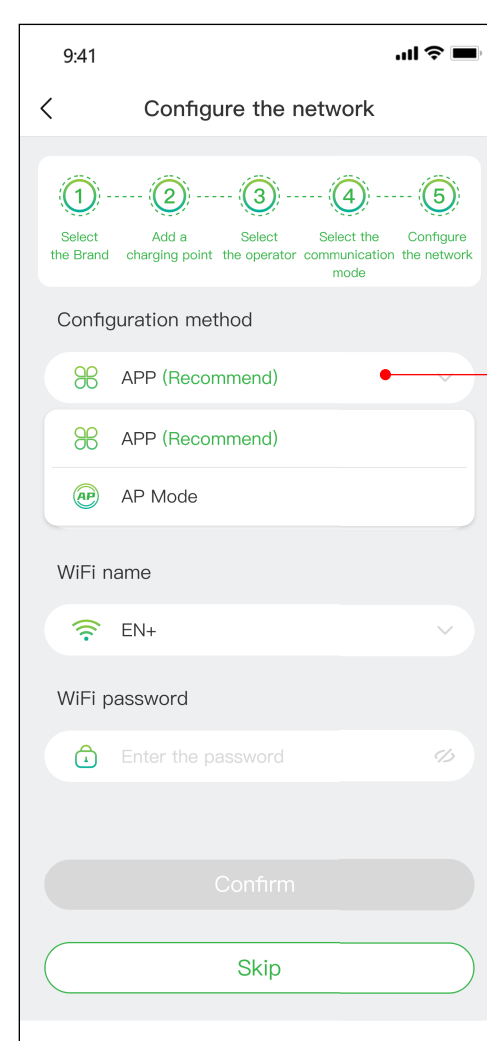 9:41
Configure the network
1 2 3 4 5
Select Add a Select Select the Configure
the Brand charging point the operator communication the network
mode
Configuration method
APP (Recommend)
APP (Recommend)
AP AP Mode
WiFi name
EN+
WiFi password
Enter the password
Confirm
Skip